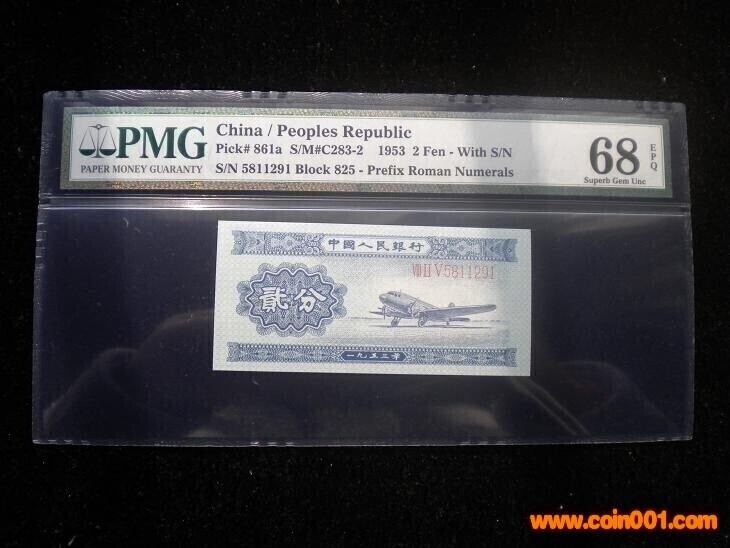 PMG
PAPER MONEY GUARANTY
China / Peoples Republic
Pick# 861a S/M#C283-2 1953 2 Fen - With S/N
S/N 5811291 Block 825 - Prefix Roman Numerals
68 EPQ
Superb Gem Unc
中國人民銀行
VIII II V 5811291
貳分
一九五三年
www.coin001.com